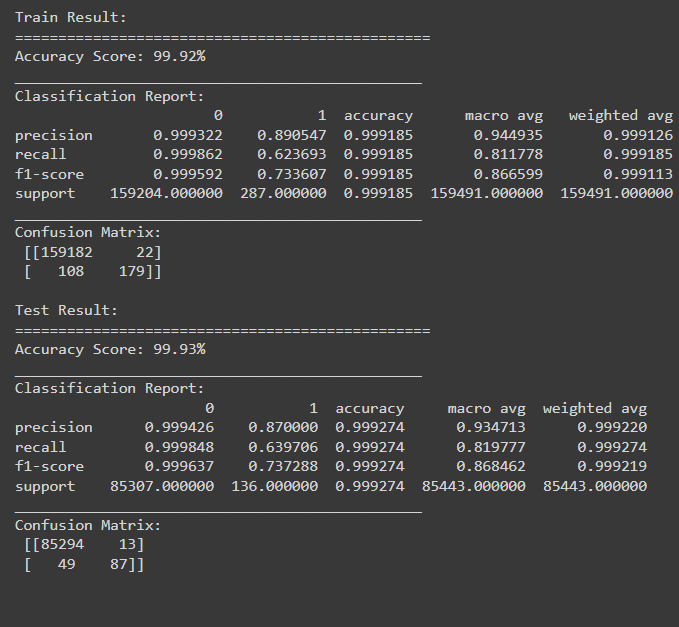 Train Result:
================================================
Accuracy Score: 99.92%
_______________________________________________
Classification Report:
                       0           1  accuracy      macro avg   weighted avg
precision       0.999322    0.890547  0.999185       0.944935       0.999126
recall          0.999862    0.623693  0.999185       0.811778       0.999185
f1-score        0.999592    0.733607  0.999185       0.866599       0.999113
support    159204.000000  287.000000  0.999185  159491.000000  159491.000000
_______________________________________________
Confusion Matrix:
 [[159182     22]
 [   108    179]]
Test Result:
================================================
Accuracy Score: 99.93%
_______________________________________________
Classification Report:
                      0           1  accuracy     macro avg  weighted avg
precision      0.999426    0.870000  0.999274      0.934713      0.999220
recall         0.999848    0.639706  0.999274      0.819777      0.999274
f1-score       0.999637    0.737288  0.999274      0.868462      0.999219
support    85307.000000  136.000000  0.999274  85443.000000  85443.000000
_______________________________________________
Confusion Matrix:
 [[85294    13]
 [   49    87]]